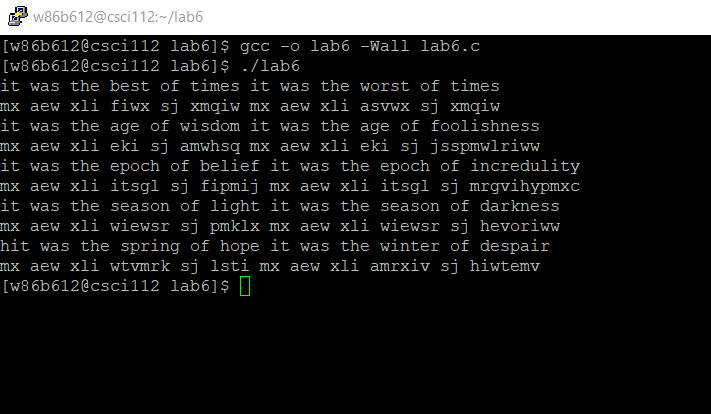 w86b612@csci112:~/lab6
[w86b612@csci112 lab6]$ gcc -o lab6 -Wall lab6.c
[w86b612@csci112 lab6]$ ./lab6
it was the best of times it was the worst of times
mx aew xli fiwx sj xmqiw mx aew xli asvwx sj xmqiw
it was the age of wisdom it was the age of foolishness
mx aew xli eki sj amwhsq mx aew xli eki sj jsspmwlriww
it was the epoch of belief it was the epoch of incredulity
mx aew xli itsgl sj fipmij mx aew xli itsgl sj mrgvihypmxc
it was the season of light it was the season of darkness
mx aew xli wiewsr sj pmklx mx aew xli wiewsr sj hevoriww
hit was the spring of hope it was the winter of despair
mx aew xli wtvmrk sj lsti mx aew xli amrxiv sj hiwtemv
[w86b612@csci112 lab6]$